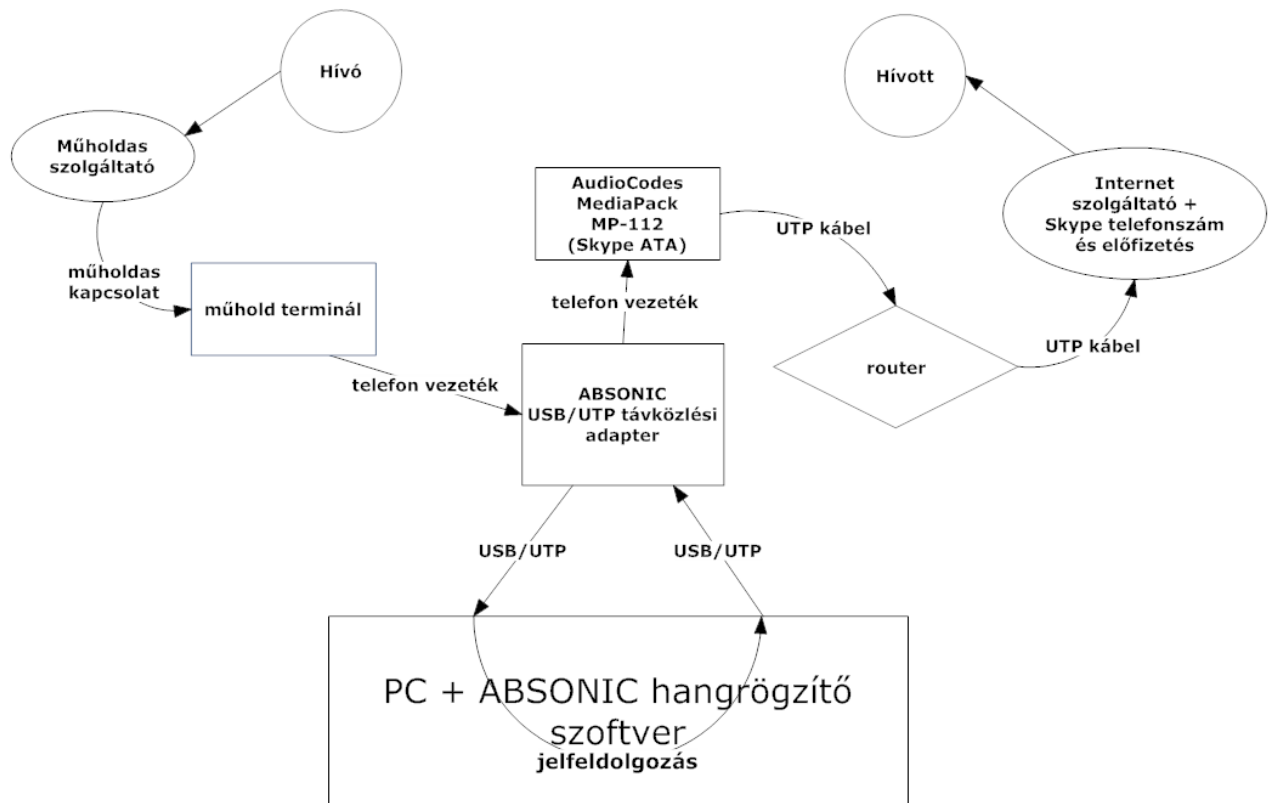 Hívó
Hívott
Műholdas
szolgáltató
AudioCodes
MediaPack
MP-112
(Skype ATA)
Internet
szolgáltató +
Skype telefonszám
és előfizetés
UTP kábel
műholdas
kapcsolat
műhold terminál
telefon vezeték
router
UTP kábel
telefon vezeték
ABSONIC
USB/UTP távközlési
adapter
USB/UTP
USB/UTP
PC + ABSONIC hangrögzítő
szoftver
jelfeldolgozás